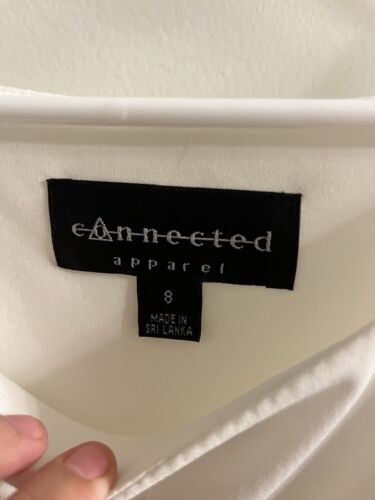 connected
apparel
8
MADE IN
SRI LANKA